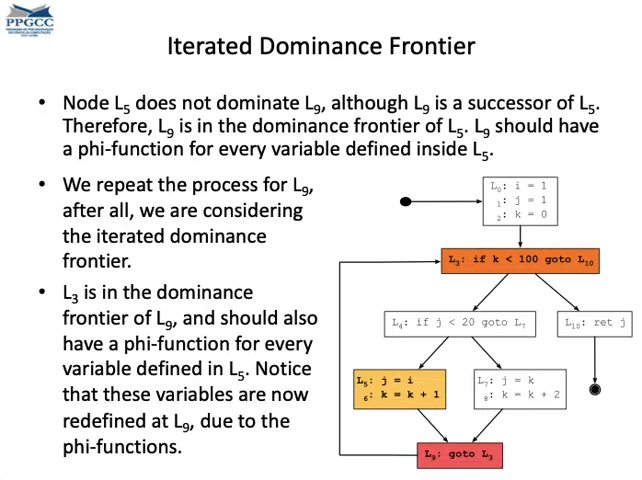 PPGCC
Iterated Dominance Frontier
• Node L5 does not dominate L9, although L9 is a successor of L5.
Therefore, L9 is in the dominance frontier of L5. L9 should have
a phi-function for every variable defined inside L5.
• We repeat the process for L9,
after all, we are considering
the iterated dominance
frontier.
• L3 is in the dominance
frontier of L9, and should also
have a phi-function for every
variable defined in L5. Notice
that these variables are now
redefined at L9, due to the
phi-functions.
L0: i = 1
1: j = 1
2: k = 0
L3: if k < 100 goto L10
L4: if j < 20 goto L7
L10: ret j
L5: j = i
6: k = k + 1
L7: j = k
8: k = k + 2
L9: goto L3